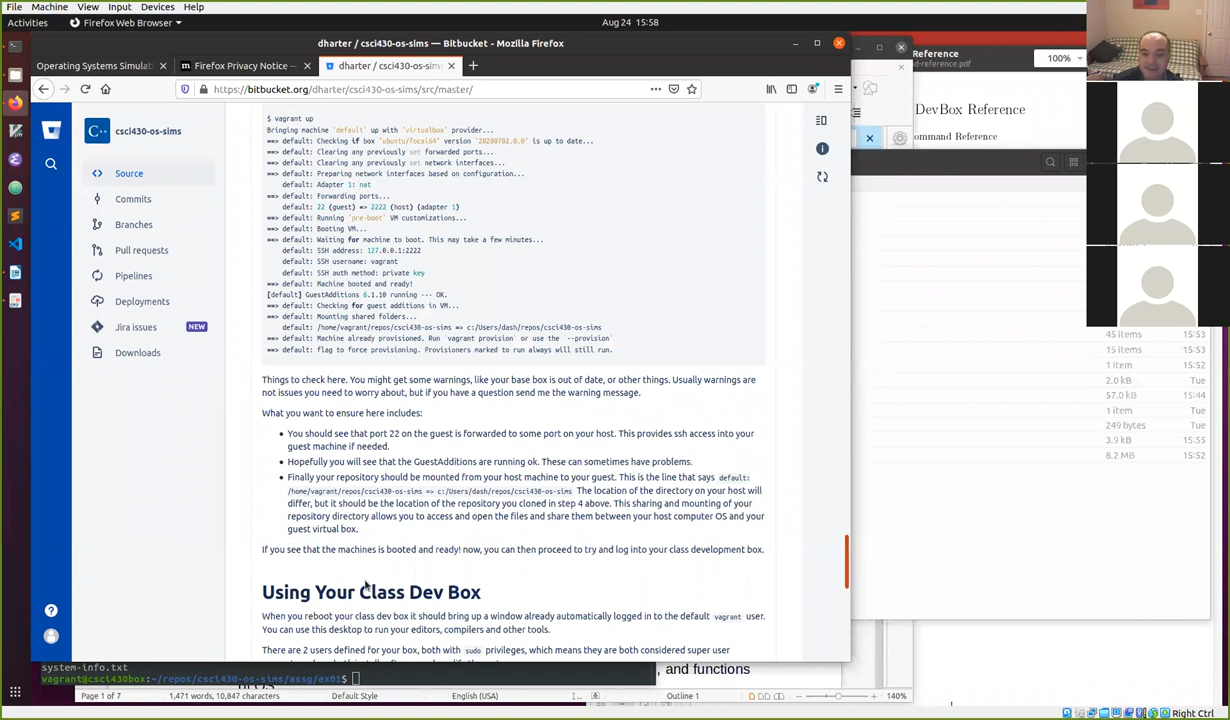 File Machine View Input Devices Help
Activities Firefox Web Browser Aug 24 15:58
dharter / csci430-os-sims — Bitbucket - Mozilla Firefox
Operating Systems Simulat
Firefox Privacy Notice —
dharter / csci430-os-sims
https://bitbucket.org/dharter/csci430-os-sims/src/master/
csci430-os-sims
Source
Commits
Branches
Pull requests
Pipelines
Deployments
Jira issues NEW
Downloads
$ vagrant up
Bringing machine 'default' up with 'virtualbox' provider...
==> default: Checking if box 'ubuntu/focal64' version '20200702.0.0' is up to date...
==> default: Clearing any previously set forwarded ports...
==> default: Clearing any previously set network interfaces...
==> default: Preparing network interfaces based on configuration...
default: Adapter 1: nat
==> default: Forwarding ports...
default: 22 (guest) => 2222 (host) (adapter 1)
==> default: Running 'pre-boot' VM customizations...
==> default: Booting VM...
==> default: Waiting for machine to boot. This may take a few minutes...
default: SSH address: 127.0.0.1:2222
default: SSH username: vagrant
default: SSH auth method: private key
==> default: Machine booted and ready!
[default] GuestAdditions 6.1.10 running --- OK.
==> default: Checking for guest additions in VM...
==> default: Mounting shared folders...
default: /home/vagrant/repos/csci430-os-sims => c:/Users/dash/repos/csci430-os-sims
==> default: Machine already provisioned. Run `vagrant provision` or use the `--provision`
==> default: flag to force provisioning. Provisioners marked to run always will still run.
Things to check here. You might get some warnings, like your base box is out of date, or other things. Usually warnings are
not issues you need to worry about, but if you have a question send me the warning message.
What you want to ensure here includes:
• You should see that port 22 on the guest is forwarded to some port on your host. This provides ssh access into your
guest machine if needed.
• Hopefully you will see that the GuestAdditions are running ok. These can sometimes have problems.
• Finally your repository should be mounted from your host machine to your guest. This is the line that says default:
/home/vagrant/repos/csci430-os-sims => c:/Users/dash/repos/csci430-os-sims The location of the directory on your host will
differ, but it should be the location of the repository you cloned in step 4 above. This sharing and mounting of your
repository directory allows you to access and open the files and share them between your host computer OS and your
guest virtual box.
If you see that the machines is booted and ready! now, you can then proceed to try and log into your class development box.
Using Your Class Dev Box
When you reboot your class dev box it should bring up a window already automatically logged in to the default vagrant user.
You can use this desktop to run your editors, compilers and other tools.
There are 2 users defined for your box, both with sudo privileges, which means they are both considered super user
Reference
nd-reference.pdf
100%
DevBox Reference
ommand Reference
45 items 15:53
15 items 15:53
1 item 15:52
2.0 kB Tue
57.0 kB 15:44
1 item Tue
249 bytes Tue
3.9 kB 15:55
8.2 MB 15:52
system-info.txt
vagrant@csci430box:~/repos/csci430-os-sims/assg/ex01$
, and functions
Page 1 of 7 1,471 words, 10,847 characters Default Style English (USA) Outline 1 140%
Right Ctrl